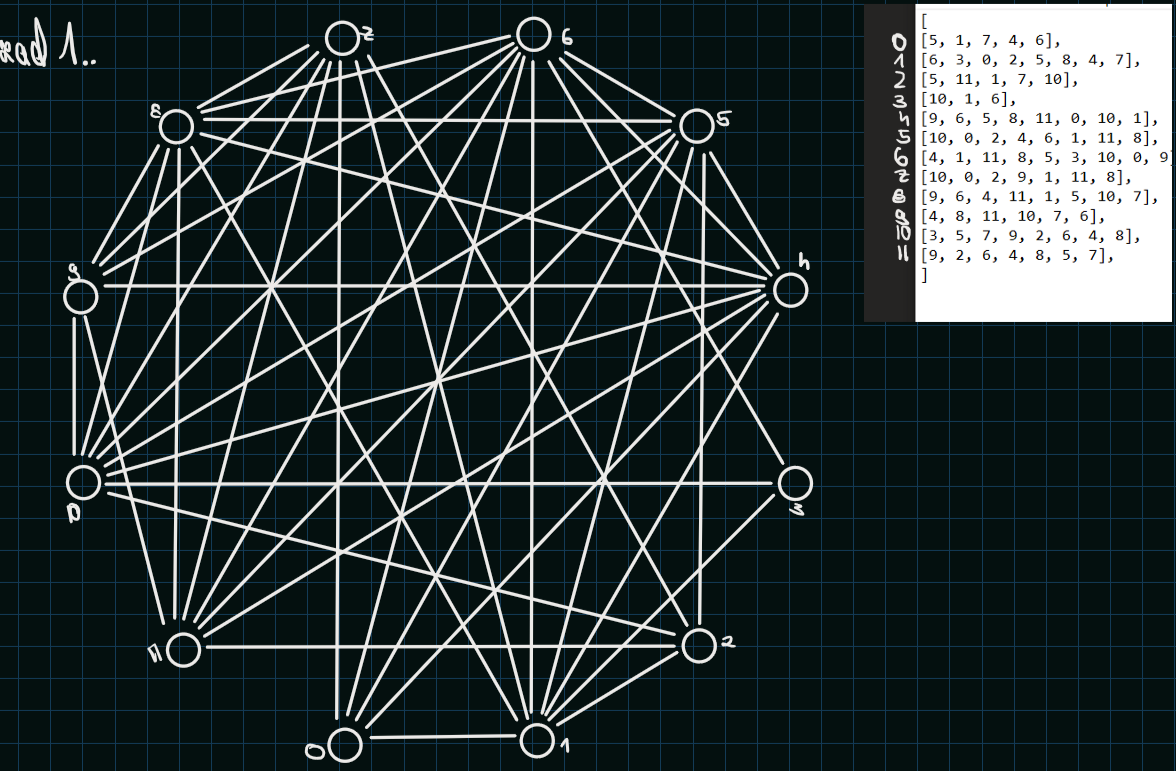 1..
7
6
8
5
9
4
10
3
11
2
0
1
[
0 [5, 1, 7, 4, 6],
1 [6, 3, 0, 2, 5, 8, 4, 7],
2 [5, 11, 1, 7, 10],
3 [10, 1, 6],
4 [9, 6, 5, 8, 11, 0, 10, 1],
5 [10, 0, 2, 4, 6, 1, 11, 8],
6 [4, 1, 11, 8, 5, 3, 10, 0, 9]
7 [10, 0, 2, 9, 1, 11, 8],
8 [9, 6, 4, 11, 1, 5, 10, 7],
9 [4, 8, 11, 10, 7, 6],
10 [3, 5, 7, 9, 2, 6, 4, 8],
11 [9, 2, 6, 4, 8, 5, 7],
]